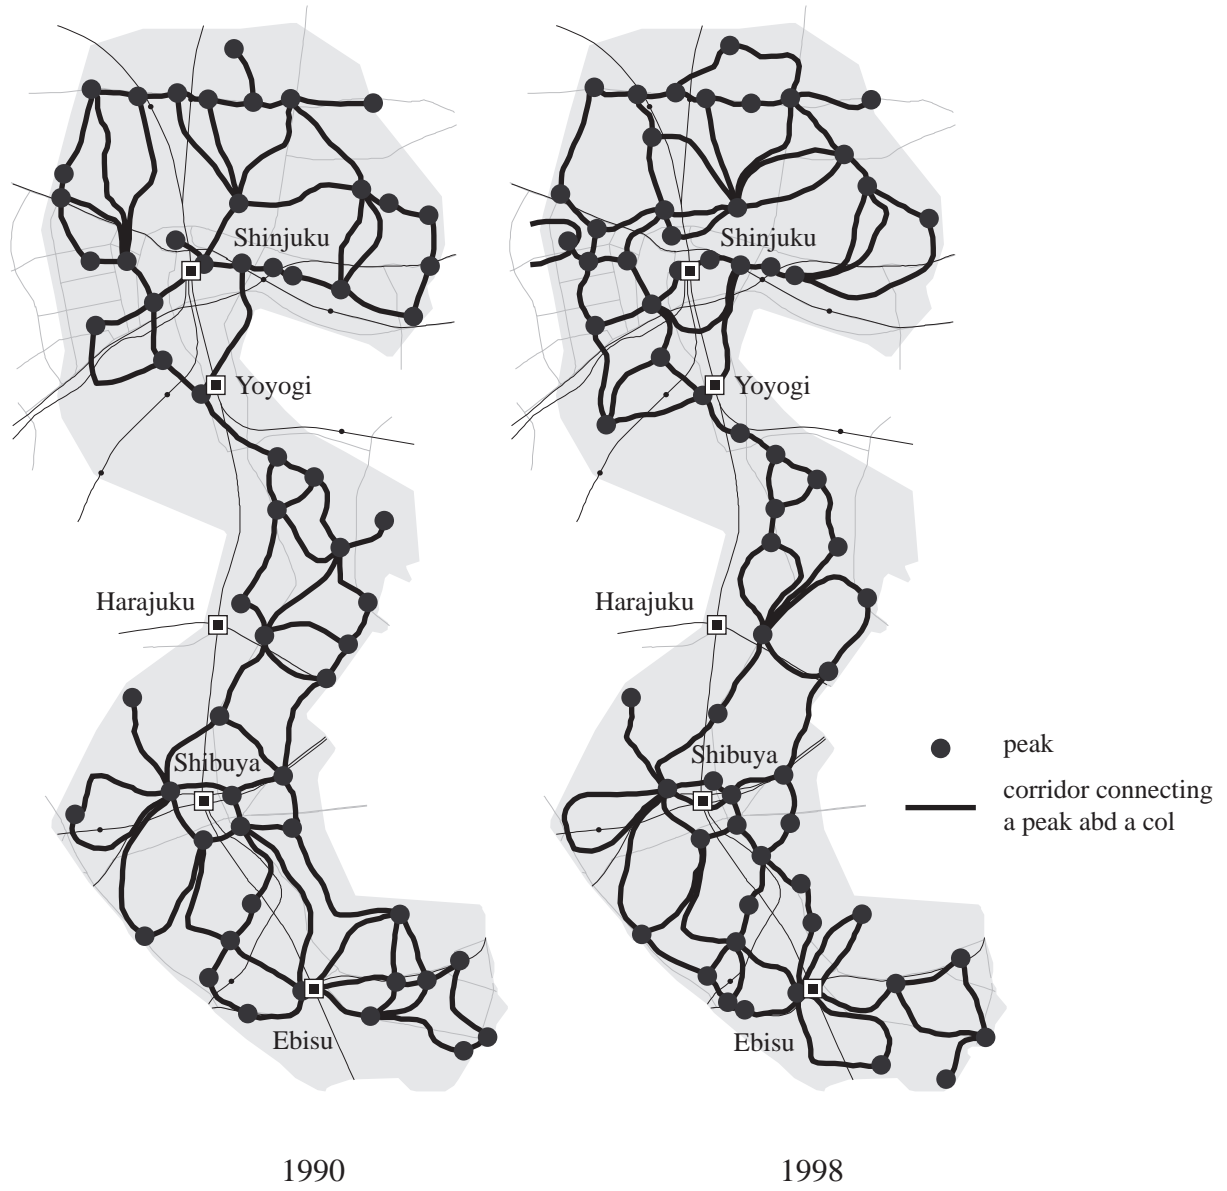 Shinjuku
Yoyogi
Harajuku
Shibuya
Ebisu
1990
Shinjuku
Yoyogi
Harajuku
Shibuya
Ebisu
1998
peak
corridor connecting
a peak abd a col